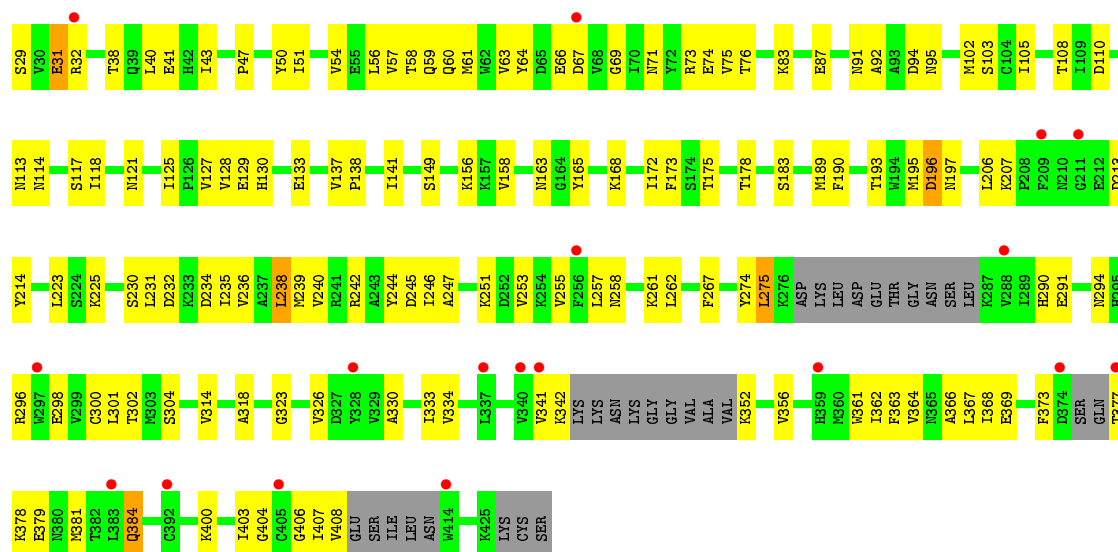 S29 V30 E31 R32 T38 Q39 L40 E41 H42 I43 P47 Y50 I51 V54 E55 L56 V57 T58 Q59 Q60 M61 W62 V63 Y64 D65 E66 D67 V68 G69 I70 N71 Y72 R73 E74 V75 T76 K83 E87 N91 A92 A93 D94 N95 M102 S103 C104 I105 T108 I109 D110
N113 N114 S117 I118 N121 I125 P126 V127 V128 E129 H130 E133 V137 P138 I141 S149 K156 K157 V158 N163 G164 Y165 K168 I172 F173 S174 T175 T178 S183 M189 F190 T193 W194 M195 D196 N197 L206 K207 P208 F209 N210 G211 E212 D213
Y214 L223 S224 K225 S230 L231 D232 K233 D234 I235 V236 A237 L238 M239 V240 R241 R242 A243 Y244 D245 I246 A247 K251 D252 V253 K254 V255 F256 L257 N258 K261 L262 F267 Y274 L275 K276 ASP LYS LEU ASP GLU THR GLY ASN SER LEU K287 V288 I289 H290 E291 N294 H295
R296 W297 E298 V299 C300 L301 T302 M303 S304 V314 A318 G323 V326 D327 Y328 V329 A330 I333 V334 L337 V340 V341 K342 LYS LYS ASN LYS GLY GLY VAL ALA VAL K352 V356 H359 M360 W361 I362 F363 V364 N365 A366 L367 I368 E369 F373 D374 SER GLN T377
K378 E379 N380 M381 T382 L383 Q384 C392 K400 I403 G404 C405 G406 I407 V408 GLU SER ILE LEU ASN W414 K425 LYS CYS SER